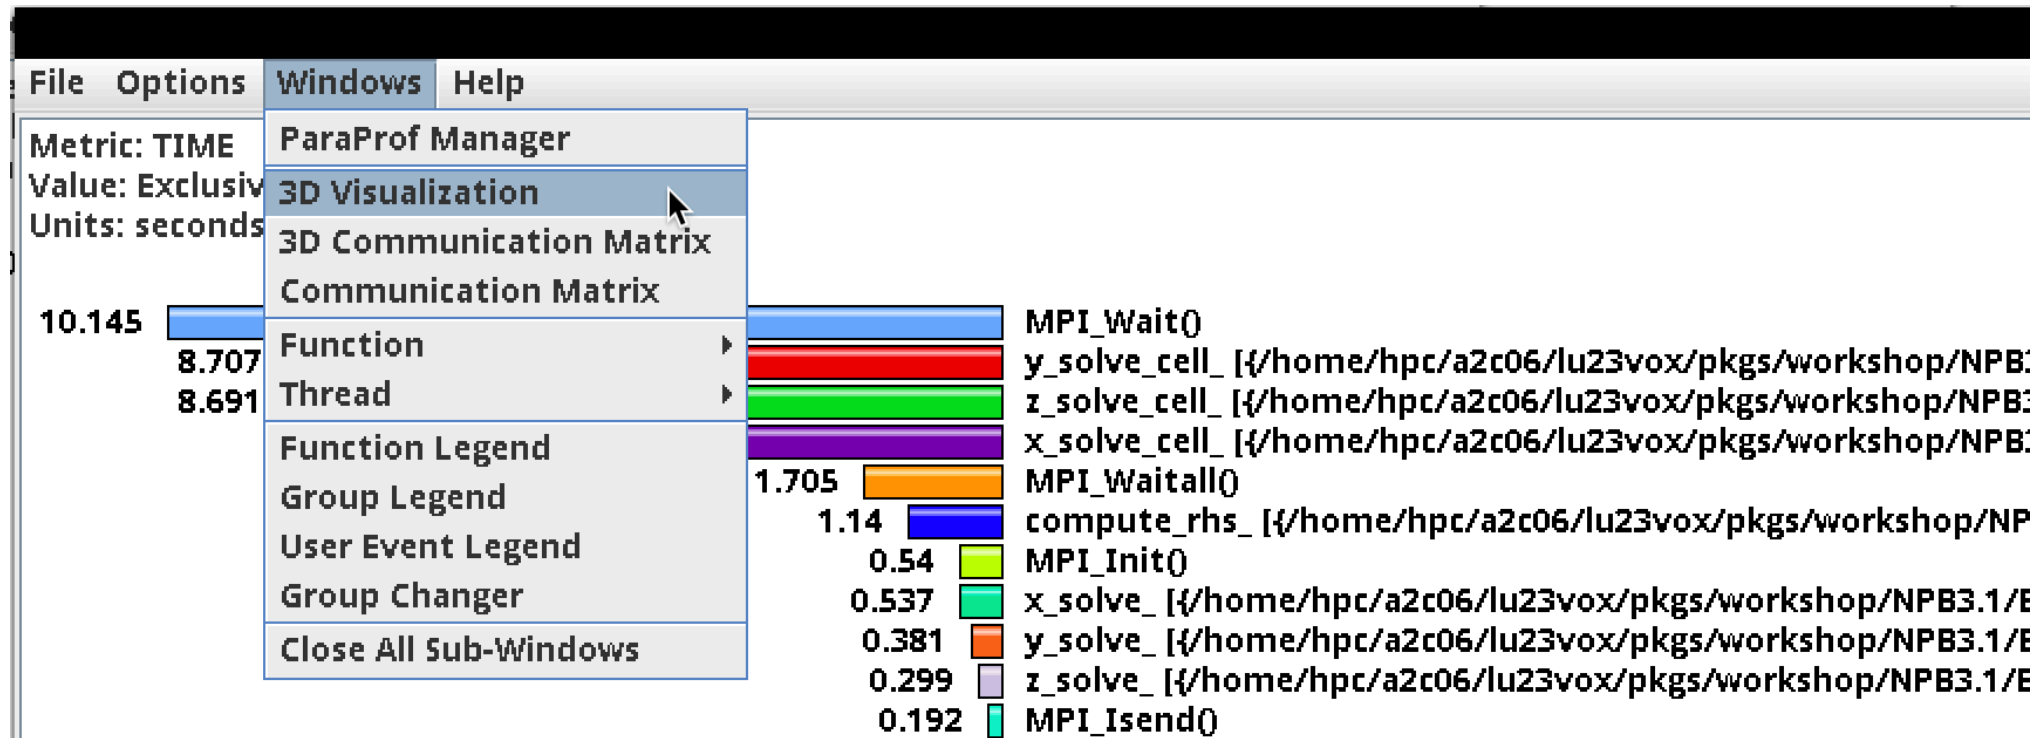 File Options Windows Help
Metric: TIME
Value: Exclusiv
Units: seconds
ParaProf Manager
3D Visualization
3D Communication Matrix
Communication Matrix
Function
Thread
Function Legend
Group Legend
User Event Legend
Group Changer
Close All Sub-Windows
10.145 MPI_Wait()
8.707 y_solve_cell_ [{/home/hpc/a2c06/lu23vox/pkgs/workshop/NPB3
8.691 z_solve_cell_ [{/home/hpc/a2c06/lu23vox/pkgs/workshop/NPB3
x_solve_cell_ [{/home/hpc/a2c06/lu23vox/pkgs/workshop/NPB3
1.705 MPI_Waitall()
1.14 compute_rhs_ [{/home/hpc/a2c06/lu23vox/pkgs/workshop/NP
0.54 MPI_Init()
0.537 x_solve_ [{/home/hpc/a2c06/lu23vox/pkgs/workshop/NPB3.1/B
0.381 y_solve_ [{/home/hpc/a2c06/lu23vox/pkgs/workshop/NPB3.1/B
0.299 z_solve_ [{/home/hpc/a2c06/lu23vox/pkgs/workshop/NPB3.1/B
0.192 MPI_Isend()